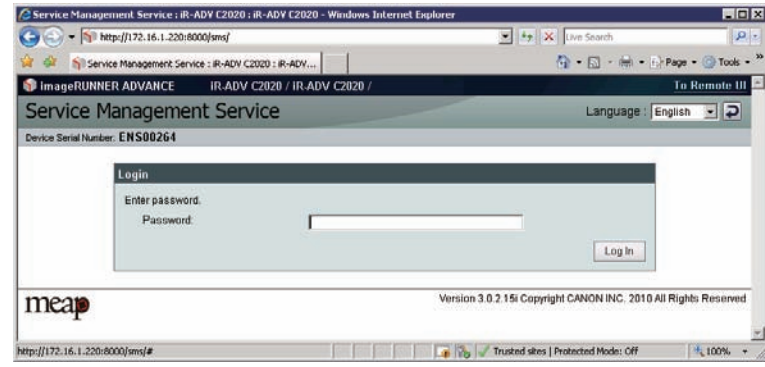 Service Management Service : iR-ADV C2020 : iR-ADV C2020 - Windows Internet Explorer
http://172.16.1.220:8000/sms/
Live Search
Service Management Service : iR-ADV C2020 : iR-ADV...
Page
Tools
imageRUNNER ADVANCE iR-ADV C2020 / iR-ADV C2020 /
To Remote UI
Service Management Service
Language : English
Device Serial Number: ENS00264
Login
Enter password.
Password:
Log In
meap
Version 3.0.2.15i Copyright CANON INC. 2010 All Rights Reserved
http://172.16.1.220:8000/sms/#
Trusted sites | Protected Mode: Off
100%